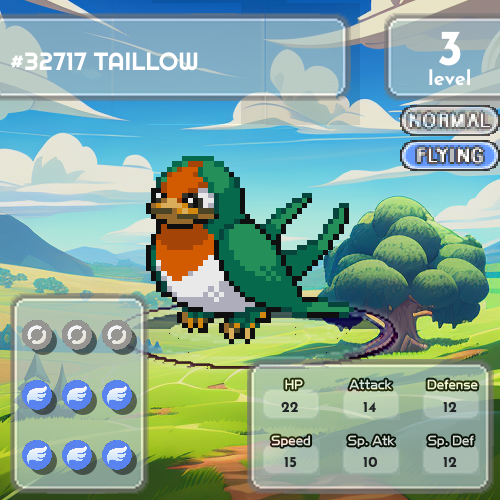 #32717 TAILLOW
3
level
NORMAL
FLYING
HP Attack Defense
22 14 12
Speed Sp. Atk Sp. Def
15 10 12